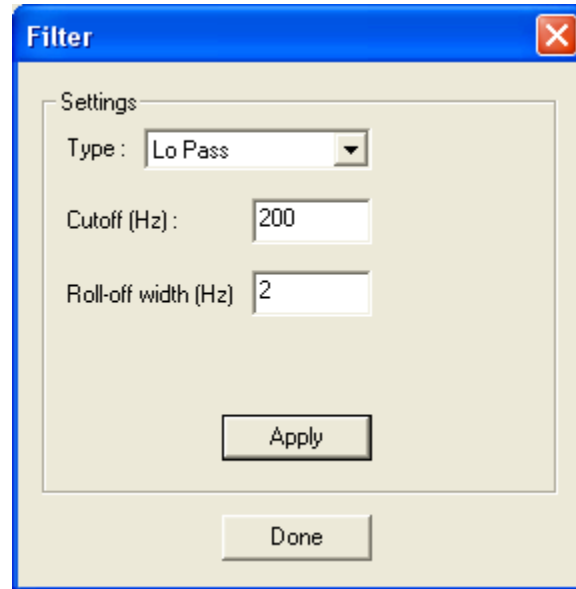 Filter
Settings
Type : Lo Pass
Cutoff (Hz) : 200
Roll-off width (Hz) 2
Apply
Done